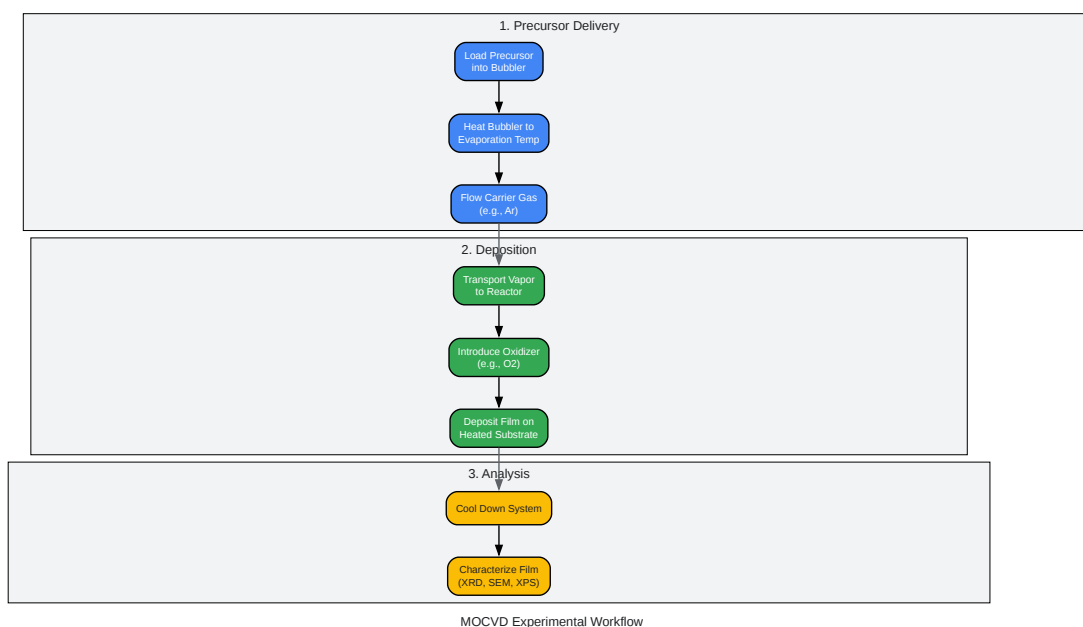 1. Precursor Delivery
Load Precursor
into Bubbler
Heat Bubbler to
Evaporation Temp
Flow Carrier Gas
(e.g., Ar)
2. Deposition
Transport Vapor
to Reactor
Introduce Oxidizer
(e.g., O2)
Deposit Film on
Heated Substrate
3. Analysis
Cool Down System
Characterize Film
(XRD, SEM, XPS)
MOCVD Experimental Workflow